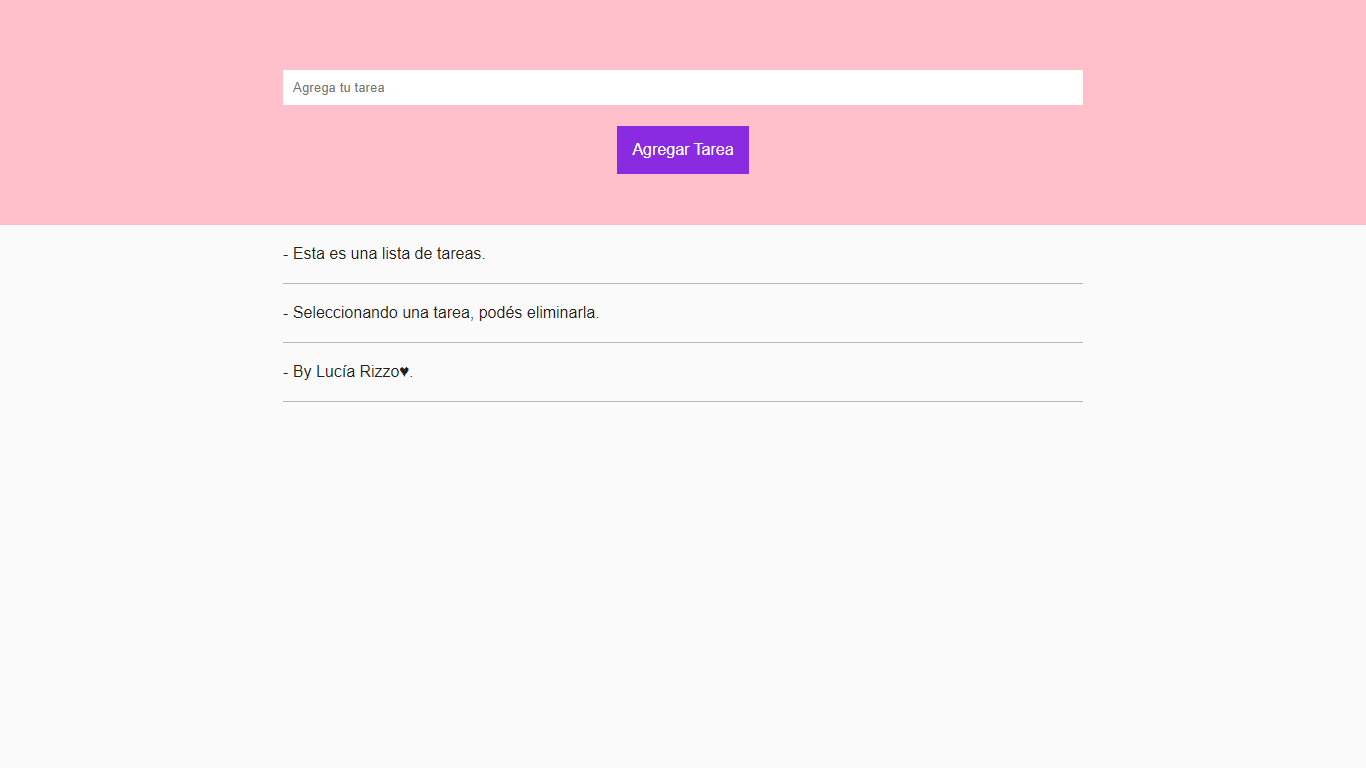 Agrega tu tarea
Agregar Tarea
- Esta es una lista de tareas.
- Seleccionando una tarea, podés eliminarla.
- By Lucía Rizzo♥.